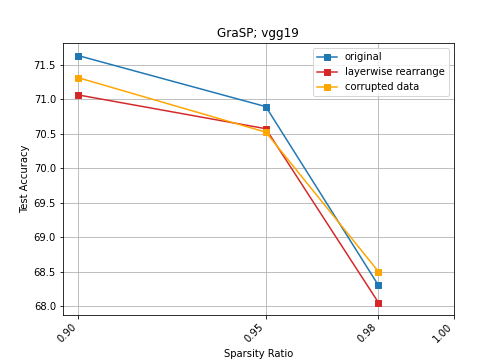 GraSP; vgg19
original
layerwise rearrange
corrupted data
Test Accuracy
71.5
71.0
70.5
70.0
69.5
69.0
68.5
68.0
0.90
0.95
0.98
1.00
Sparsity Ratio